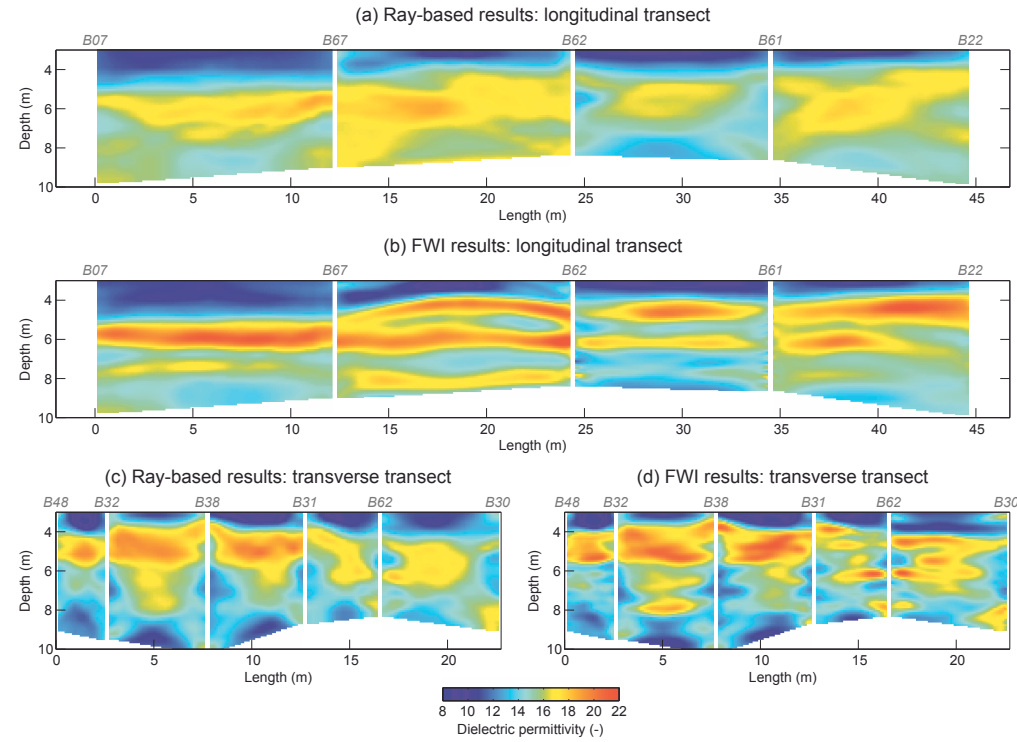 (a) Ray-based results: longitudinal transect
B07 B67 B62 B61 B22
4
6
8
10
Depth (m)
0 5 10 15 20 25 30 35 40 45
Length (m)
(b) FWI results: longitudinal transect
B07 B67 B62 B61 B22
4
6
8
10
Depth (m)
0 5 10 15 20 25 30 35 40 45
Length (m)
(c) Ray-based results: transverse transect
B48 B32 B38 B31 B62 B30
4
6
8
10
Depth (m)
0 5 10 15 20
Length (m)
(d) FWI results: transverse transect
B48 B32 B38 B31 B62 B30
4
6
8
10
Depth (m)
0 5 10 15 20
Length (m)
8 10 12 14 16 18 20 22
Dielectric permittivity (-)